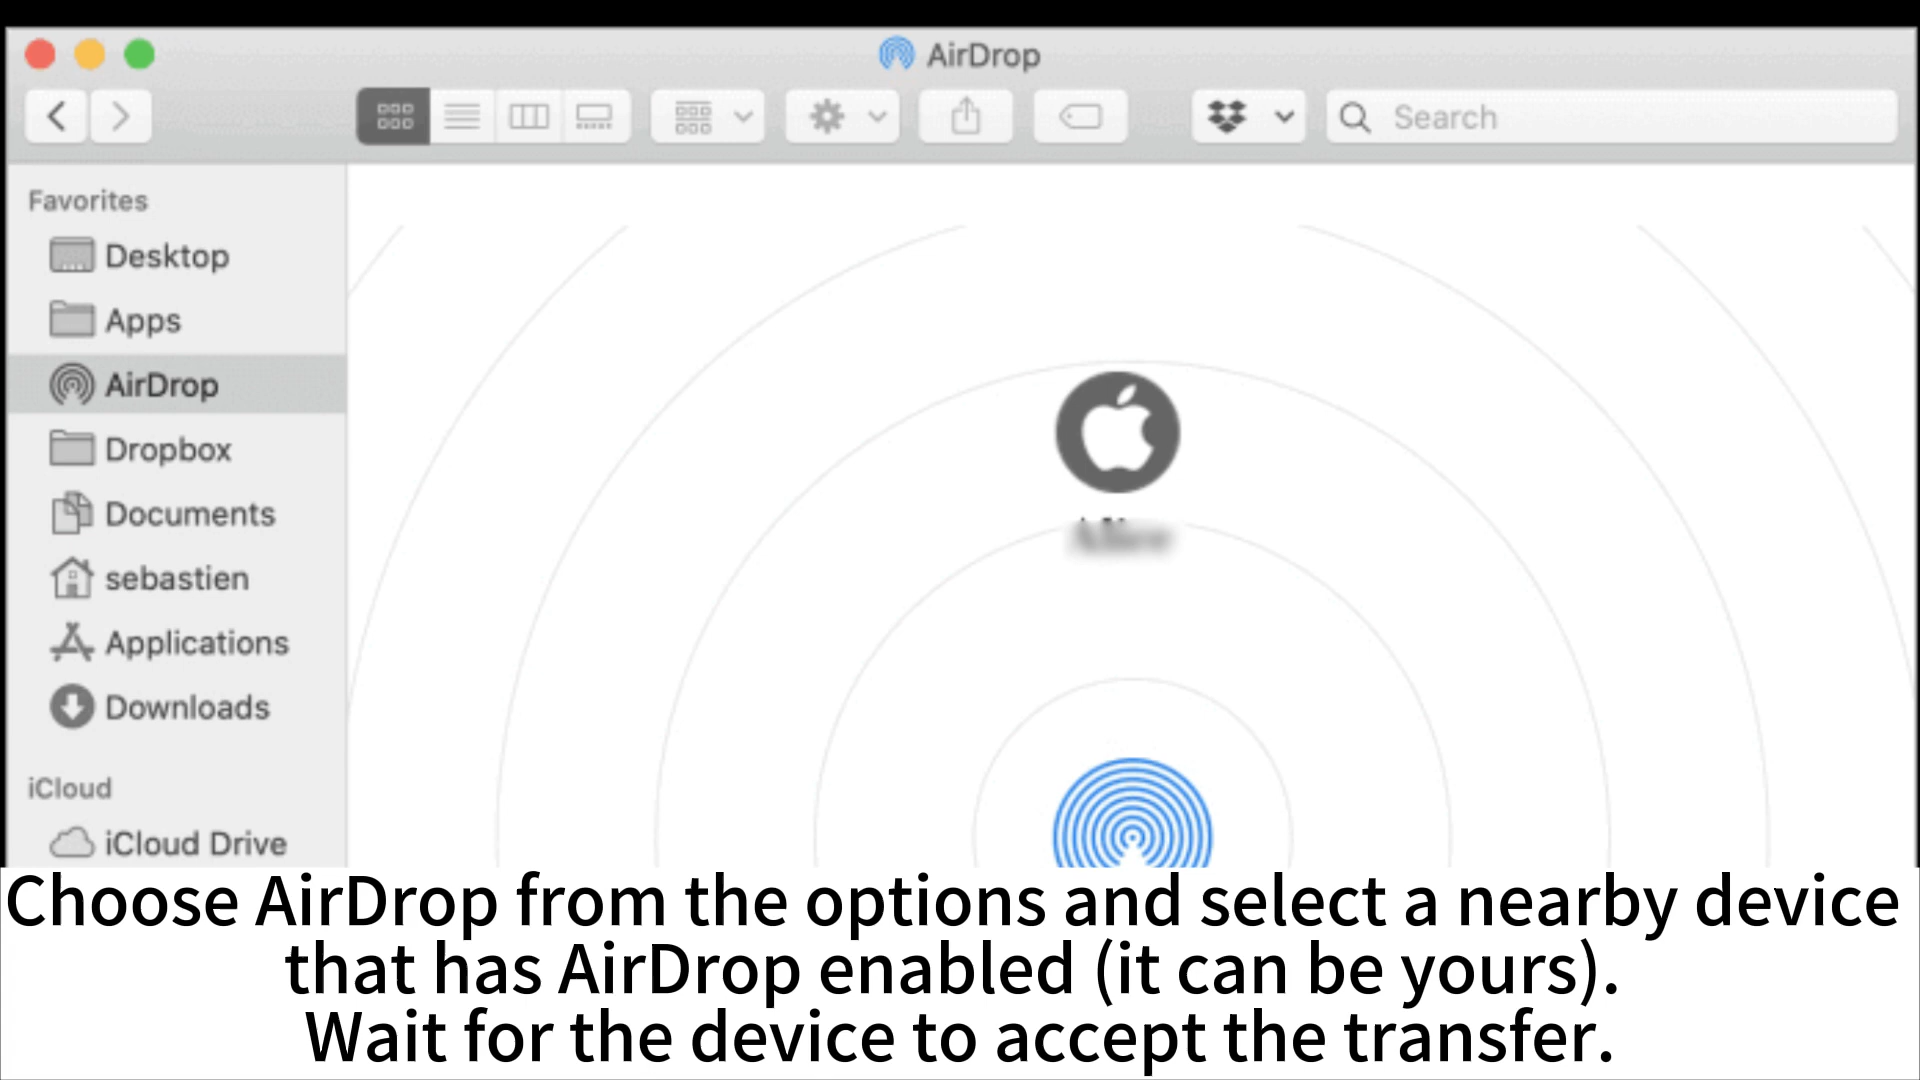 AirDrop
Search
Favorites
Desktop
Apps
AirDrop
Dropbox
Documents
sebastien
Applications
Downloads
iCloud
iCloud Drive
Choose AirDrop from the options and select a nearby device
that has AirDrop enabled (it can be yours).
Wait for the device to accept the transfer.